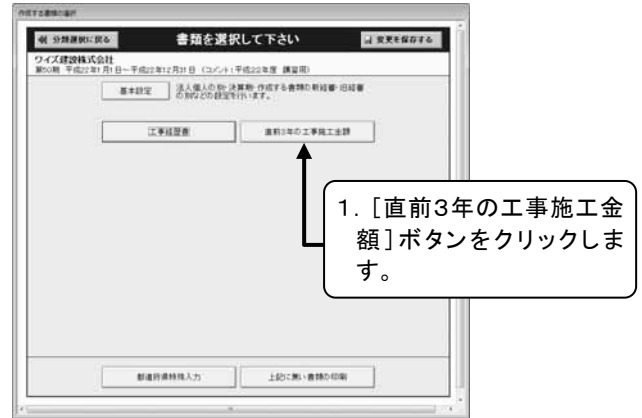 作成する書類の選択
分類選択に戻る
書類を選択して下さい
変更を保存する
ワイズ建設株式会社
第50期 平成22年1月1日～平成22年12月31日 (コメント:平成22年度 講習用)
基本設定
法人個人の別・決算期・作成する書類の新組書・旧組書
の別などの設定を行います。
工事経歴書
直前3年の工事施工金額
1. [直前3年の工事施工金
額]ボタンをクリックしま
す。
都道府県特殊入力
上記に無い書類の印刷